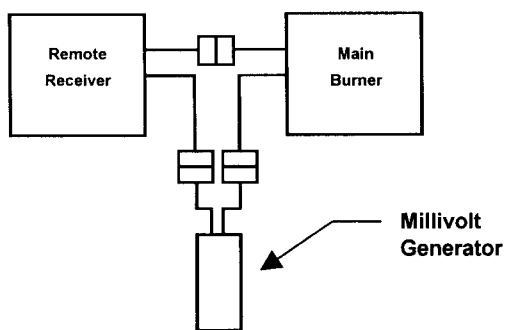 Remote
Receiver
Main
Burner
Millivolt
Generator